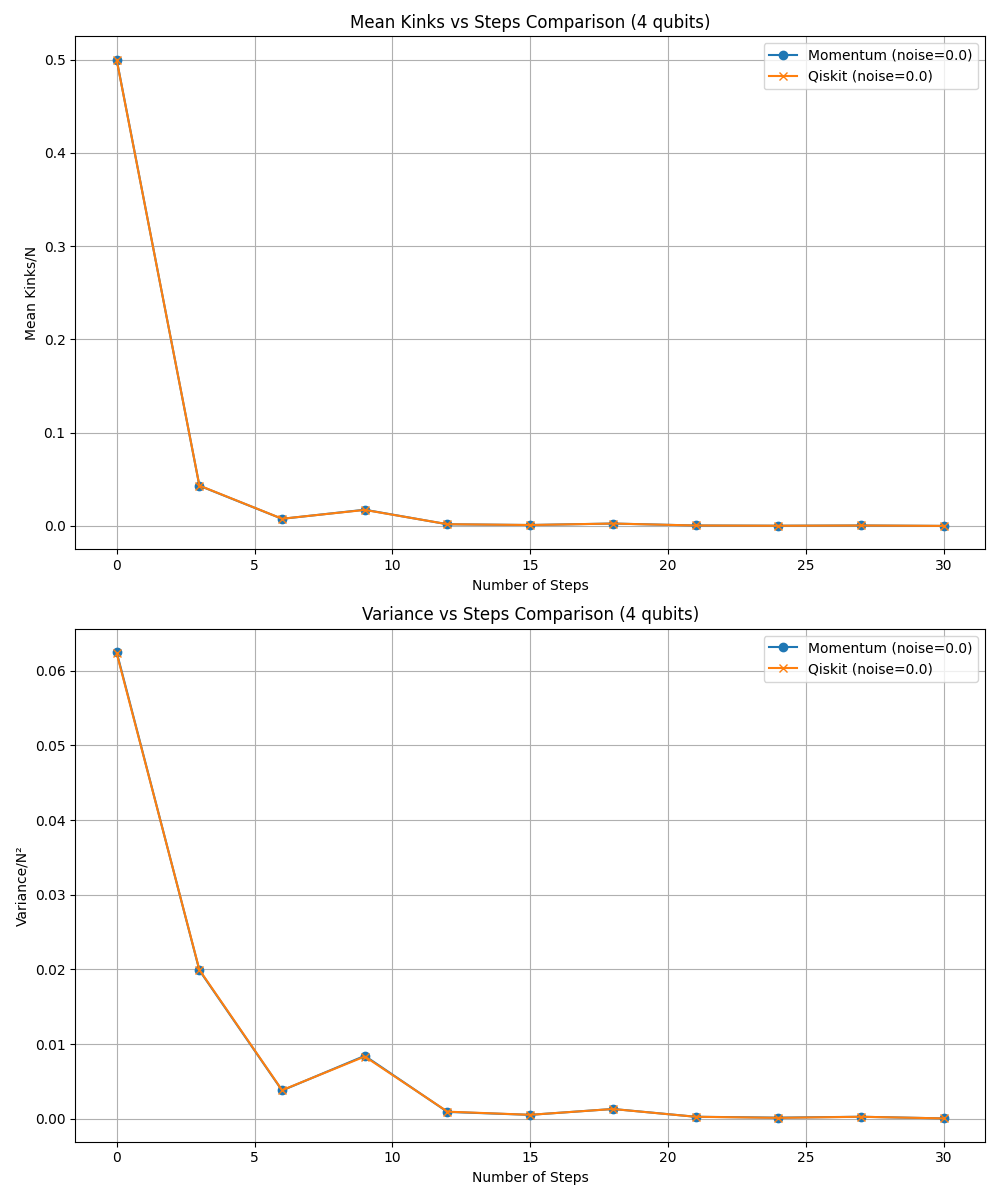 Mean Kinks vs Steps Comparison (4 qubits)
Momentum (noise=0.0)
Qiskit (noise=0.0)
Mean Kinks/N
0.5
0.4
0.3
0.2
0.1
0.0
0 5 10 15 20 25 30
Number of Steps
Variance vs Steps Comparison (4 qubits)
Momentum (noise=0.0)
Qiskit (noise=0.0)
Variance/N²
0.06
0.05
0.04
0.03
0.02
0.01
0.00
0 5 10 15 20 25 30
Number of Steps